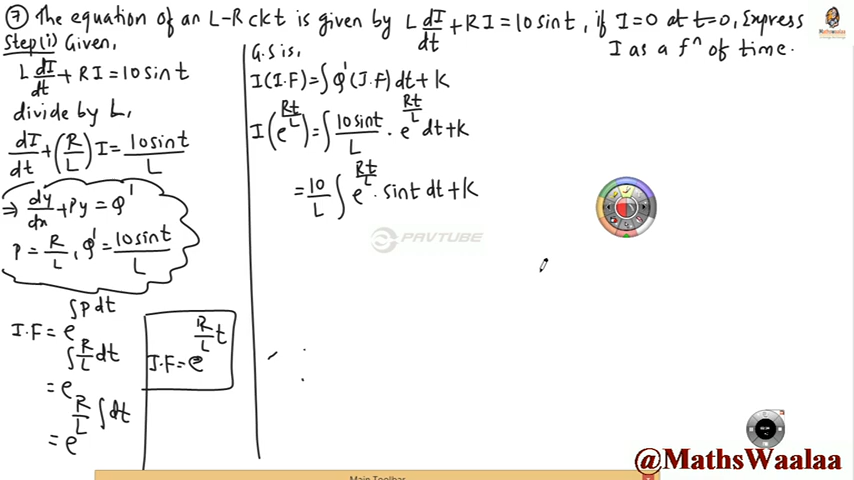 ⑦ The equation of an L-R ckt is given by L dI/dt + RI = 10 sin t, if I=0 at t=0, Express
I as a fⁿ of time.
Step (i) Given,
L dI/dt + RI = 10 sin t
divide by L,
dI/dt + (R/L) I = 10 sin t/L
⇒ dy/dx + Py = Q'
P = R/L, Q' = 10 sin t/L
I.F = e^∫P dt
= e^∫R/L dt
= e^R/L ∫dt
I.F = e^R/L t
G.S is,
I (I.F) = ∫ Q' (I.F) dt + K
I (e^Rt/L) = ∫ 10 sin t/L · e^Rt/L dt + K
= 10/L ∫ e^Rt/L · sin t dt + K
PAVTUBE
MATHSWAALAA
@MathsWaalaa
Main Toolbar